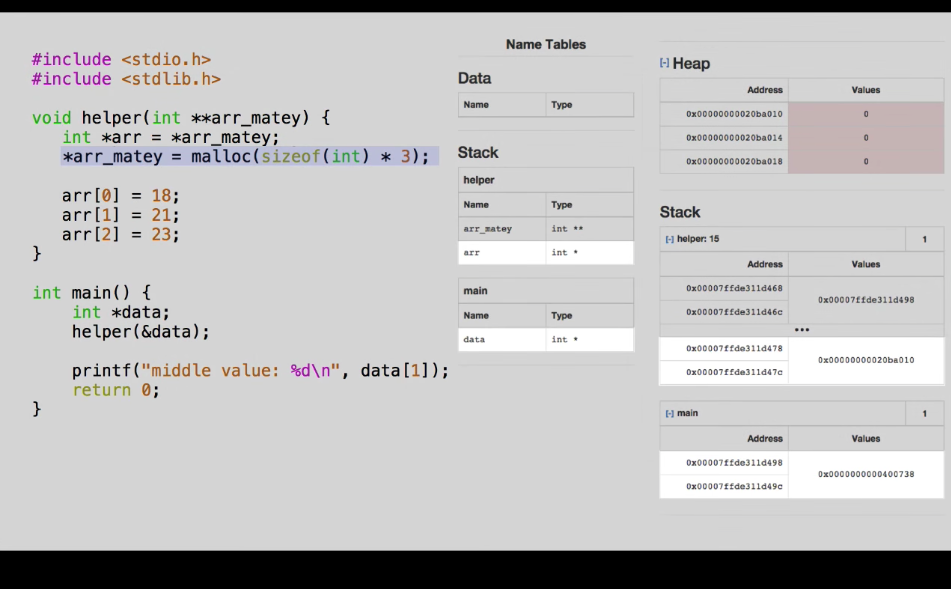 #include <stdio.h>
#include <stdlib.h>
void helper(int **arr_matey) {
int *arr = *arr_matey;
*arr_matey = malloc(sizeof(int) * 3);
arr[0] = 18;
arr[1] = 21;
arr[2] = 23;
}
int main() {
int *data;
helper(&data);
printf("middle value: %d\n", data[1]);
return 0;
}
Name Tables
Data
Name Type
Stack
helper
Name Type
arr_matey int **
arr int *
main
Name Type
data int *
[-] Heap
Address Values
0x00000000020ba010 0
0x00000000020ba014 0
0x00000000020ba018 0
Stack
[-] helper: 15 1
Address Values
0x00007ffde311d468
0x00007ffde311d498
0x00007ffde311d46c
•••
0x00007ffde311d478
0x00000000020ba010
0x00007ffde311d47c
[-] main 1
Address Values
0x00007ffde311d498
0x0000000000400738
0x00007ffde311d49c